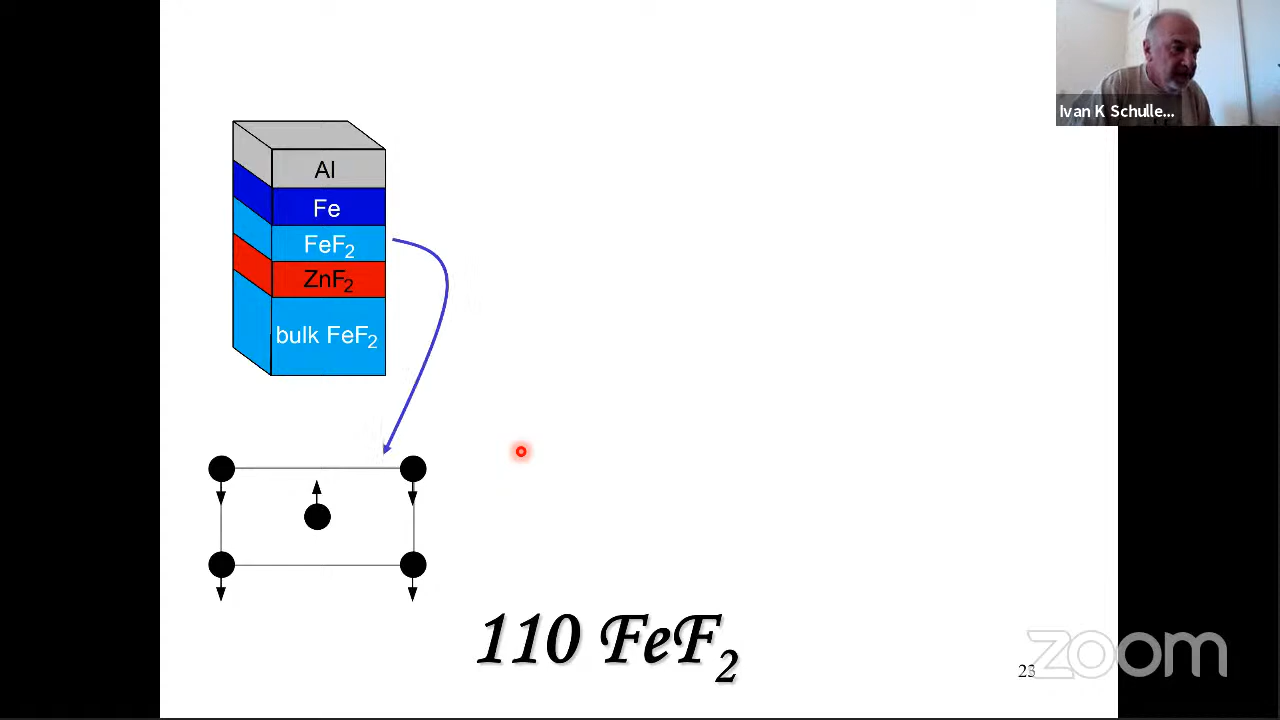 Ivan K Schulle...
Al
Fe
FeF₂
ZnF₂
bulk FeF₂
110 FeF₂
23
zoom